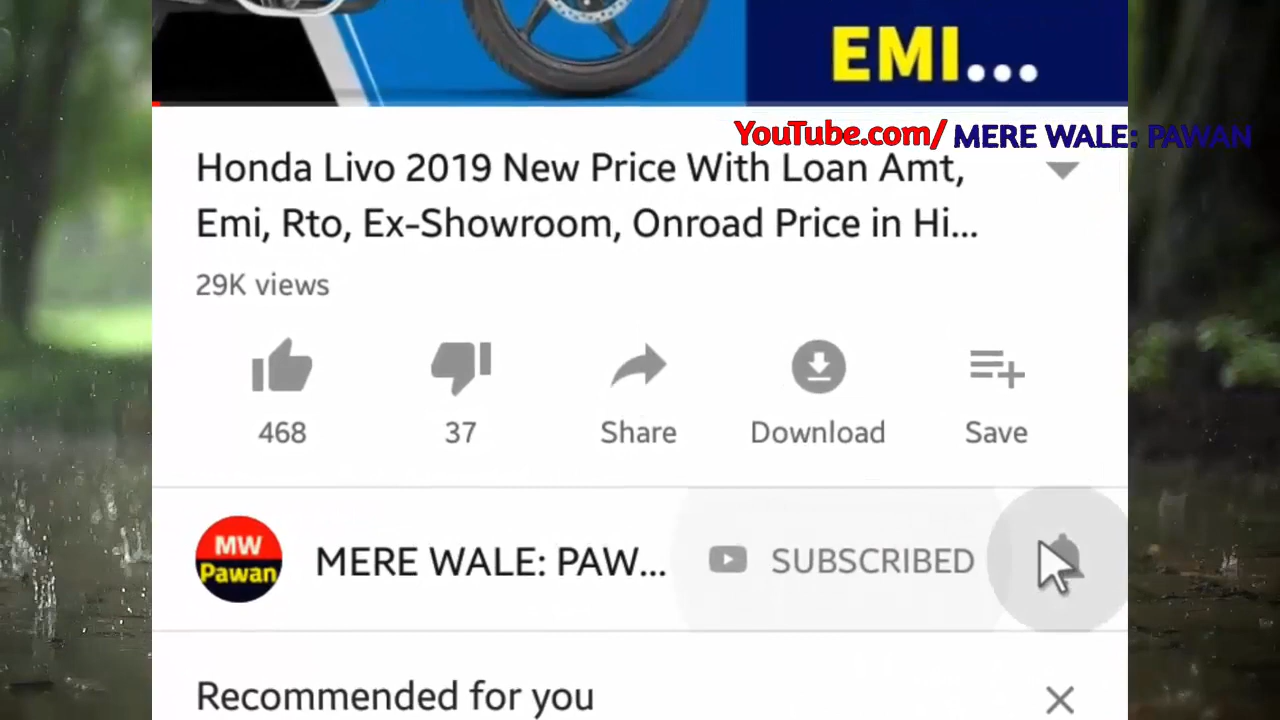 EMI...
YouTube.com/ MERE WALE: PAWAN
Honda Livo 2019 New Price With Loan Amt,
Emi, Rto, Ex-Showroom, Onroad Price in Hi...
29K views
468
37
Share
Download
Save
MW
Pawan
MERE WALE: PAW...
SUBSCRIBED
Recommended for you